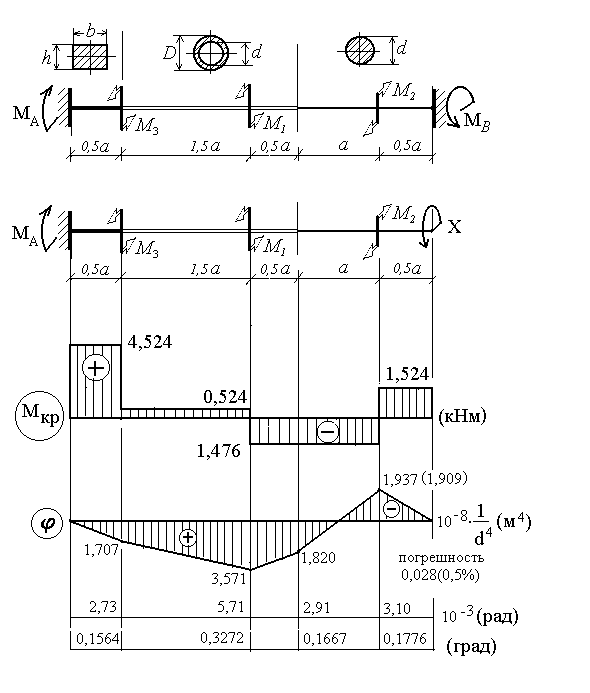 b
h D d d
M_A M_3 M_1 M_2 M_B
0,5a 1,5a 0,5a a 0,5a
M_A M_3 M_1 M_2 X
0,5a 1,5a 0,5a a 0,5a
4,524
+ 0,524 1,524
Mкр − (кНм)
1,476
1,937(1,909)
φ + − 10⁻⁸·1/d⁴ (м⁴)
1,707 3,571 1,820
погрешность
0,028(0,5%)
2,73 5,71 2,91 3,10 10⁻³(рад)
0,1564 0,3272 0,1667 0,1776 (град)